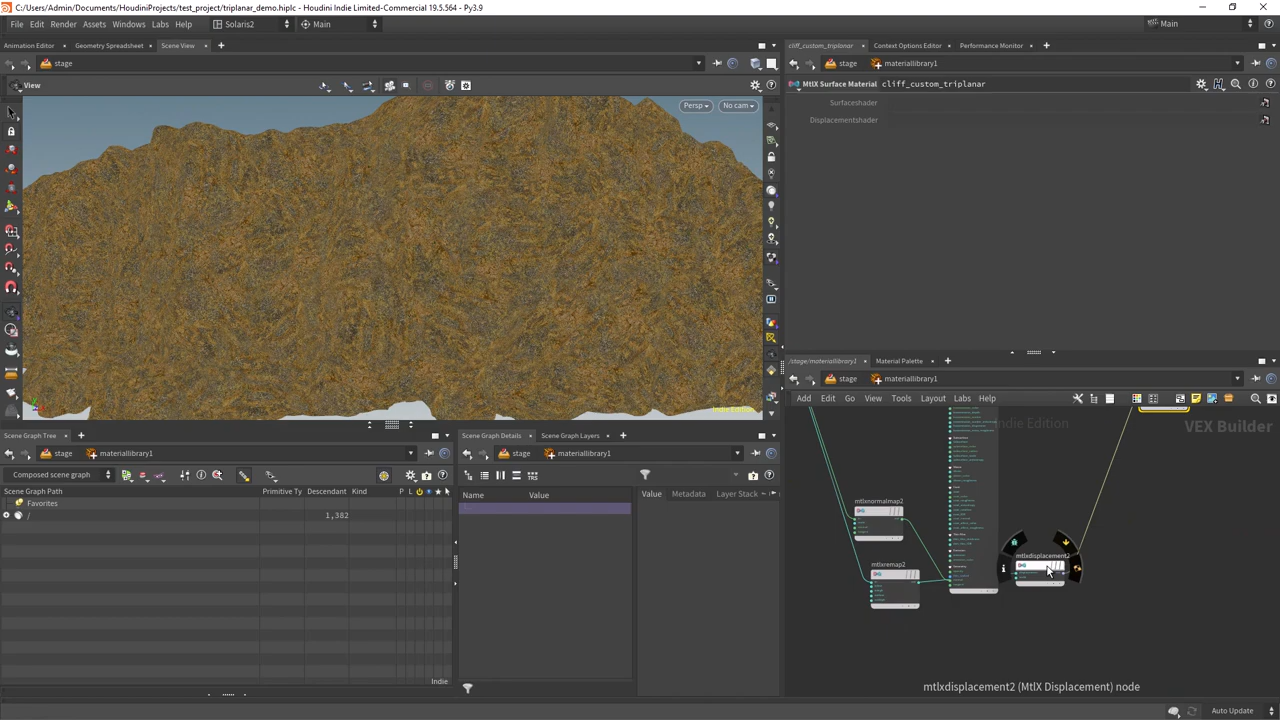 C:/Users/Admin/Documents/HoudiniProjects/test_project/triplanar_demo.hiplc - Houdini Indie Limited-Commercial 19.5.564 - Py3.9
File Edit Render Assets Windows Labs Help Solaris2 Main Main
Animation Editor Geometry Spreadsheet Scene View
stage
View
Persp No cam
Indie Edition
cliff_custom_triplanar Context Options Editor Performance Monitor
stage materiallibrary1
MtlX Surface Material cliff_custom_triplanar
Surfaceshader
Displacementshader
/stage/materiallibrary1 Material Palette
stage materiallibrary1
Add Edit Go View Tools Layout Labs Help
Indie Edition
VEX Builder
mtlxnormalmap2
mtlxremap2
mtlxdisplacement2
mtlxdisplacement2 (MtlX Displacement) node
Scene Graph Tree
stage materiallibrary1
Composed scene graph
Scene Graph Path Primitive Ty Descendant Kind P L
Favorites
/ 1,382
Indie
Scene Graph Details Scene Graph Layers
stage materiallibrary1
Name Value
Value Metadata Layer Stack
Auto Update